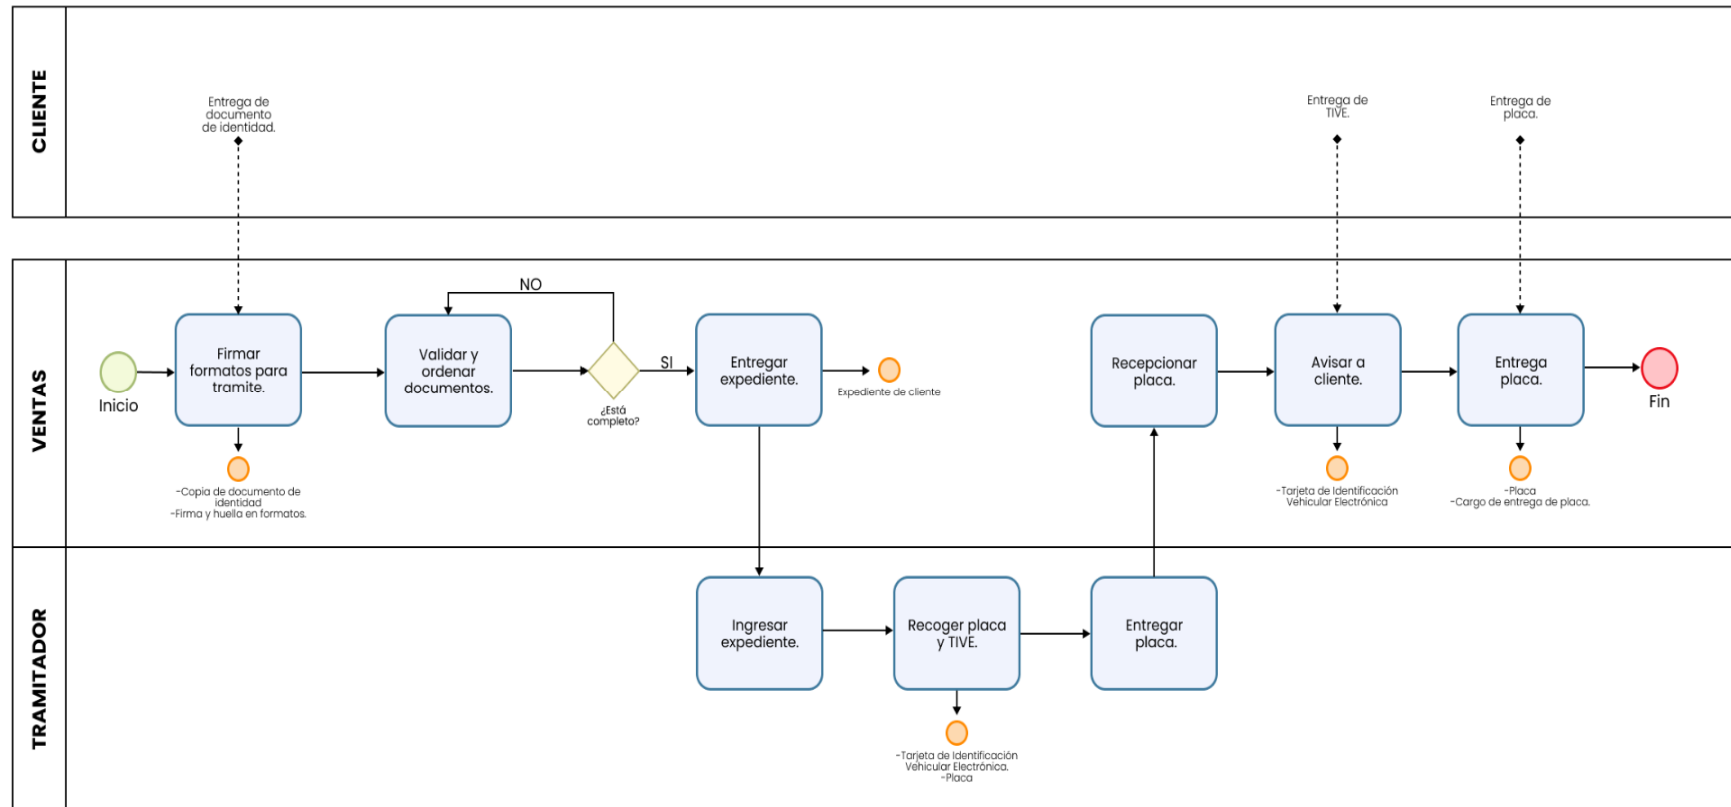 CLIENTE
Entrega de
documento
de identidad.
Entrega de
TIVE.
Entrega de
placa.
VENTAS
Inicio
Firmar
formatos para
tramite.
-Copia de documento de
identidad
-Firma y huella en formatos.
Validar y
ordenar
documentos.
NO
¿Está
completo?
SI
Entregar
expediente.
Expediente de cliente
Recepcionar
placa.
Avisar a
cliente.
-Tarjeta de Identificación
Vehicular Electrónica
Entrega
placa.
-Placa
-Cargo de entrega de placa.
Fin
TRAMITADOR
Ingresar
expediente.
Recoger placa
y TIVE.
-Tarjeta de Identificación
Vehicular Electrónica.
-Placa
Entregar
placa.